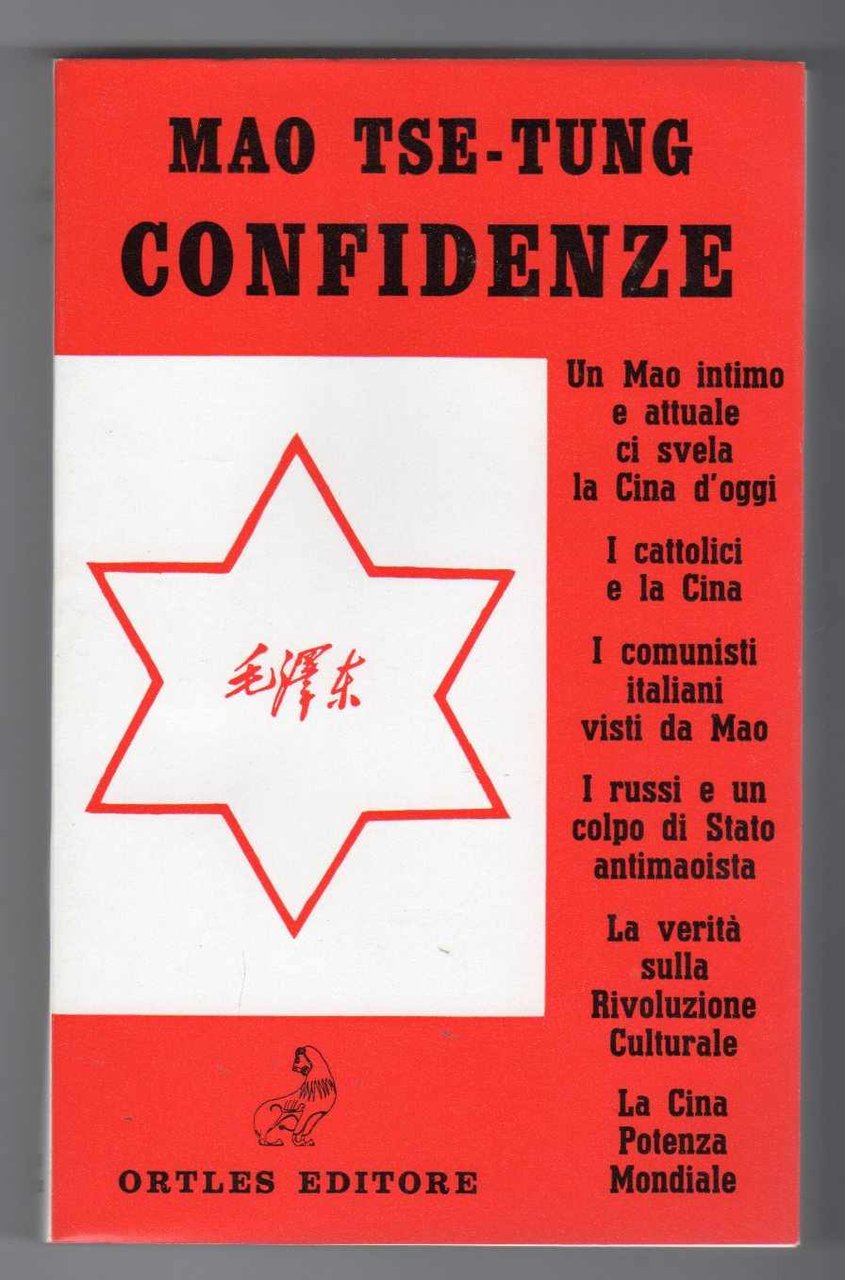 MAO TSE-TUNG
CONFIDENZE
Un Mao intimo
e attuale
ci svela
la Cina d'oggi
I cattolici
e la Cina
I comunisti
italiani
visti da Mao
I russi e un
colpo di Stato
antimaoista
La verità
sulla
Rivoluzione
Culturale
La Cina
Potenza
Mondiale
毛澤东
ORTLES EDITORE